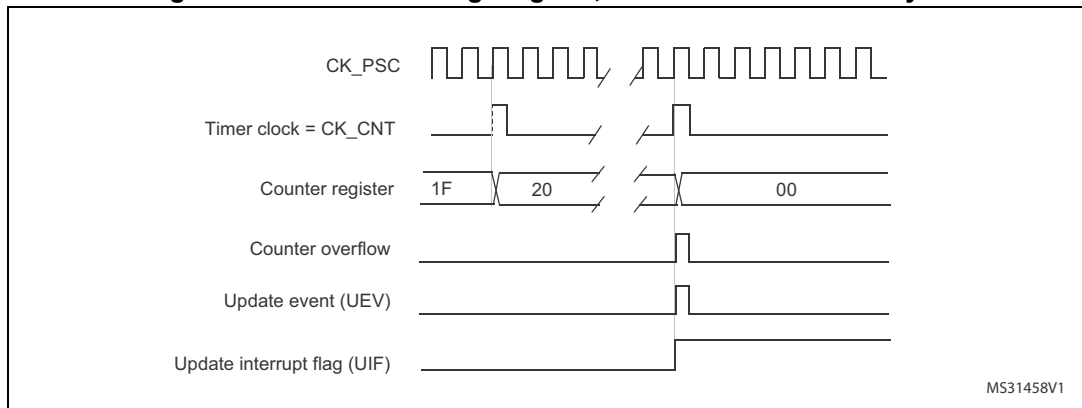 CK_PSC
Timer clock = CK_CNT
Counter register
1F
20
00
Counter overflow
Update event (UEV)
Update interrupt flag (UIF)
MS31458V1